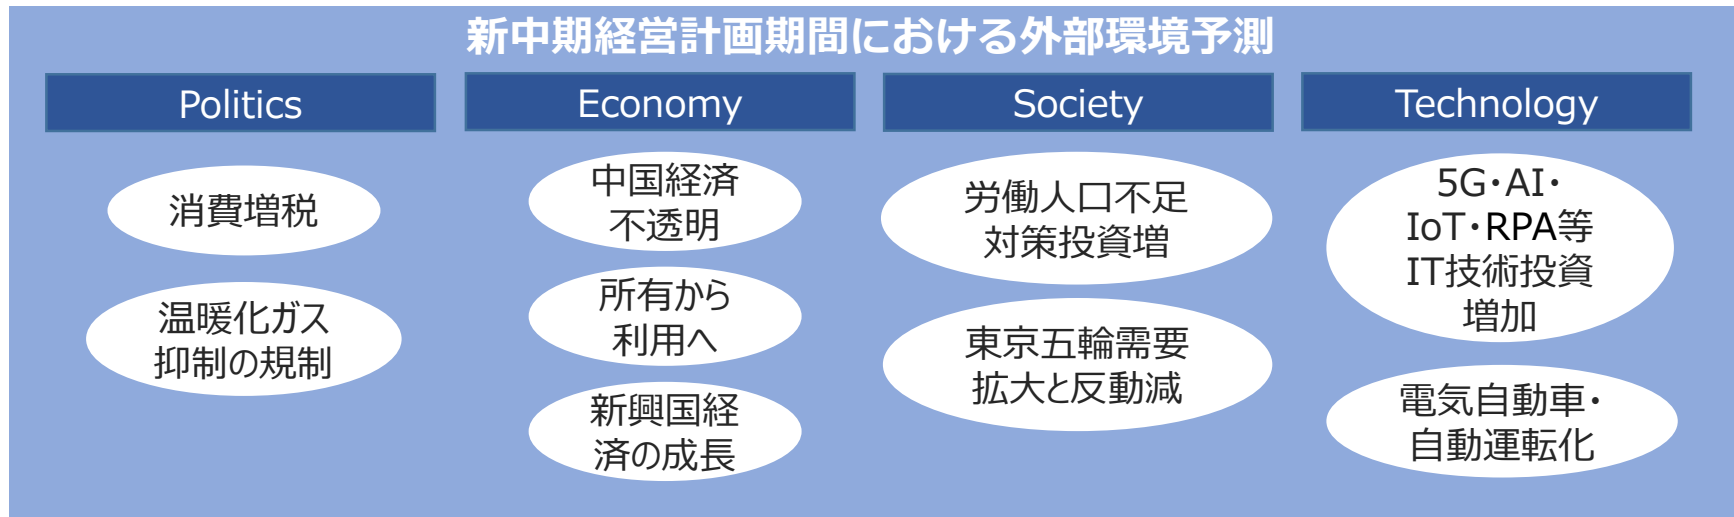 新中期経営計画期間における外部環境予測
Politics
消費増税
温暖化ガス
抑制の規制
Economy
中国経済
不透明
所有から
利用へ
新興国経
済の成長
Society
労働人口不足
対策投資増
東京五輪需要
拡大と反動減
Technology
5G・AI・
IoT・RPA等
IT技術投資
増加
電気自動車・
自動運転化